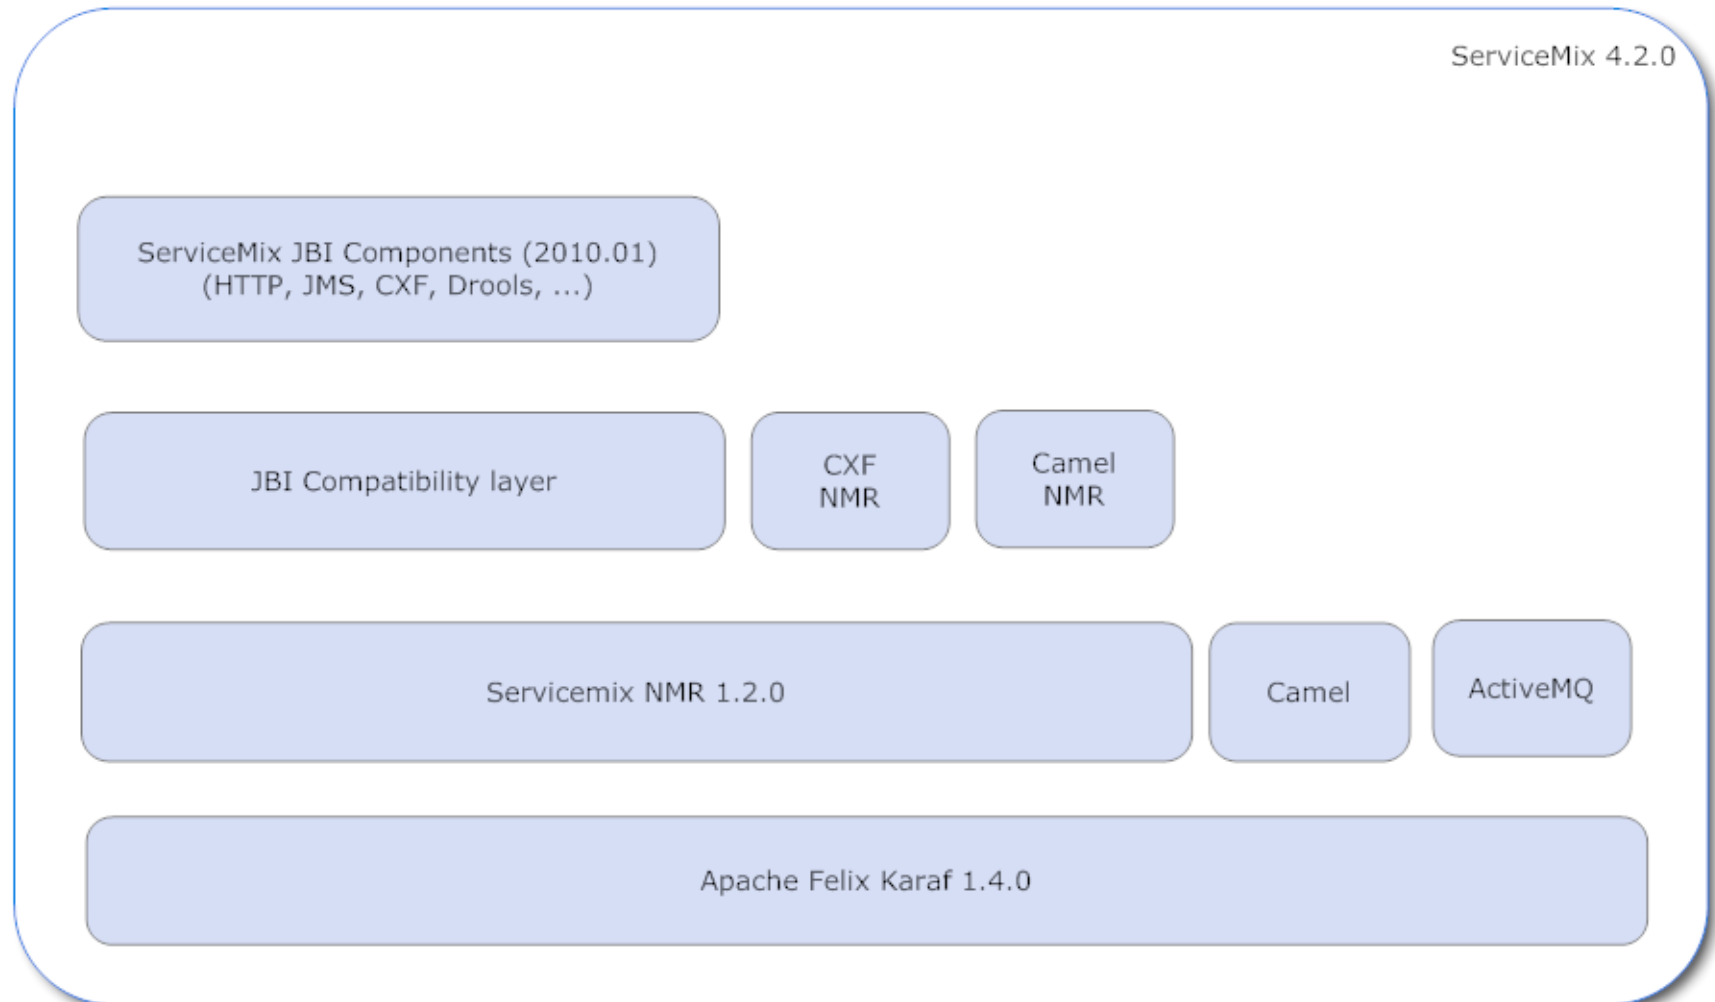 ServiceMix 4.2.0
ServiceMix JBI Components (2010.01)
(HTTP, JMS, CXF, Drools, ...)
JBI Compatibility layer
CXF
NMR
Camel
NMR
Servicemix NMR 1.2.0
Camel
ActiveMQ
Apache Felix Karaf 1.4.0